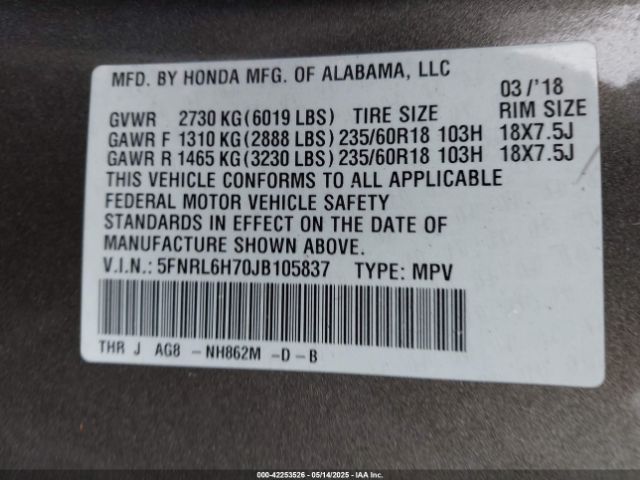 MFD. BY HONDA MFG. OF ALABAMA, LLC
03/'18
GVWR 2730 KG(6019 LBS) TIRE SIZE RIM SIZE
GAWR F 1310 KG(2888 LBS) 235/60R18 103H 18X7.5J
GAWR R 1465 KG(3230 LBS) 235/60R18 103H 18X7.5J
THIS VEHICLE CONFORMS TO ALL APPLICABLE
FEDERAL MOTOR VEHICLE SAFETY
STANDARDS IN EFFECT ON THE DATE OF
MANUFACTURE SHOWN ABOVE.
V.I.N.: 5FNRL6H70JB105837 TYPE: MPV
THR J AG8 - NH862M -D-B
000-42253526 - 05/14/2025 - IAA Inc.